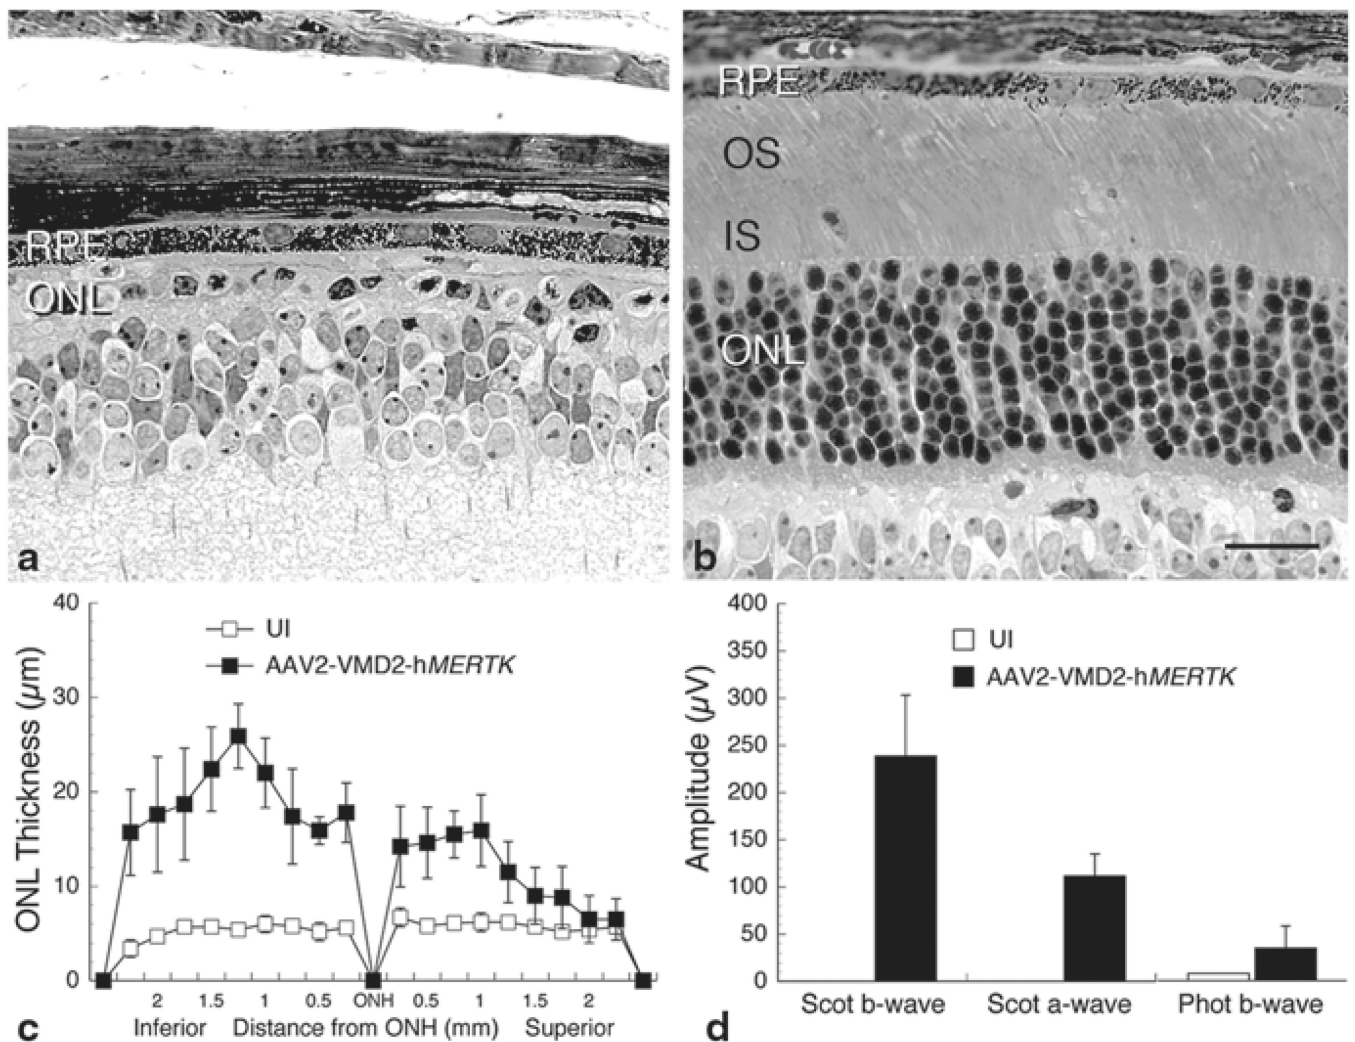 RPE
ONL
a
RPE
OS
IS
ONL
b
40
30
20
10
0
ONL Thickness (µm)
UI
AAV2-VMD2-hMERTK
2 1.5 1 0.5 ONH 0.5 1 1.5 2
Inferior Distance from ONH (mm) Superior
c
400
350
300
250
200
150
100
50
0
Amplitude (µV)
UI
AAV2-VMD2-hMERTK
Scot b-wave Scot a-wave Phot b-wave
d